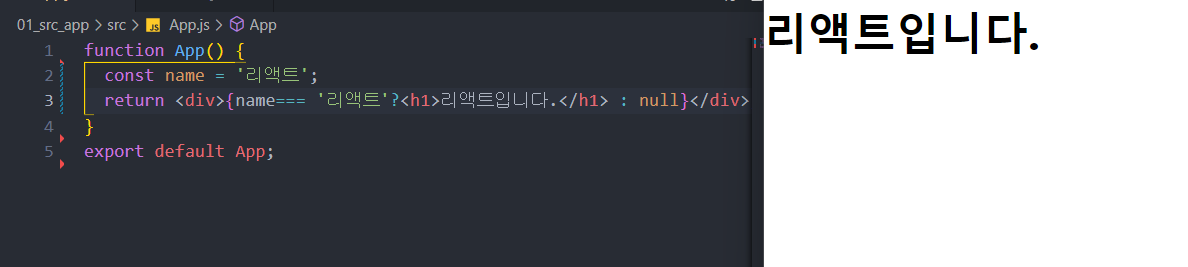 01_src_app > src > JS App.js > App
1 function App() {
2 const name = '리액트';
3 return <div>{name=== '리액트'?<h1>리액트입니다.</h1> : null}</div>
4 }
5 export default App;
리액트입니다.